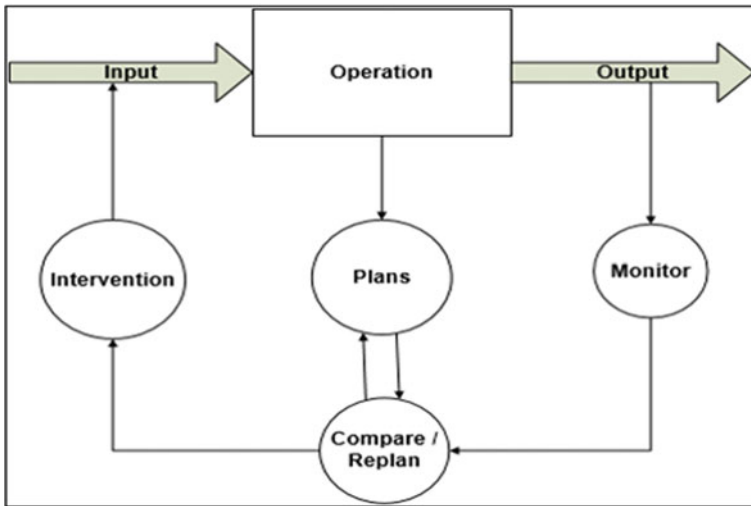 Input
Operation
Output
Intervention
Plans
Monitor
Compare /
Replan